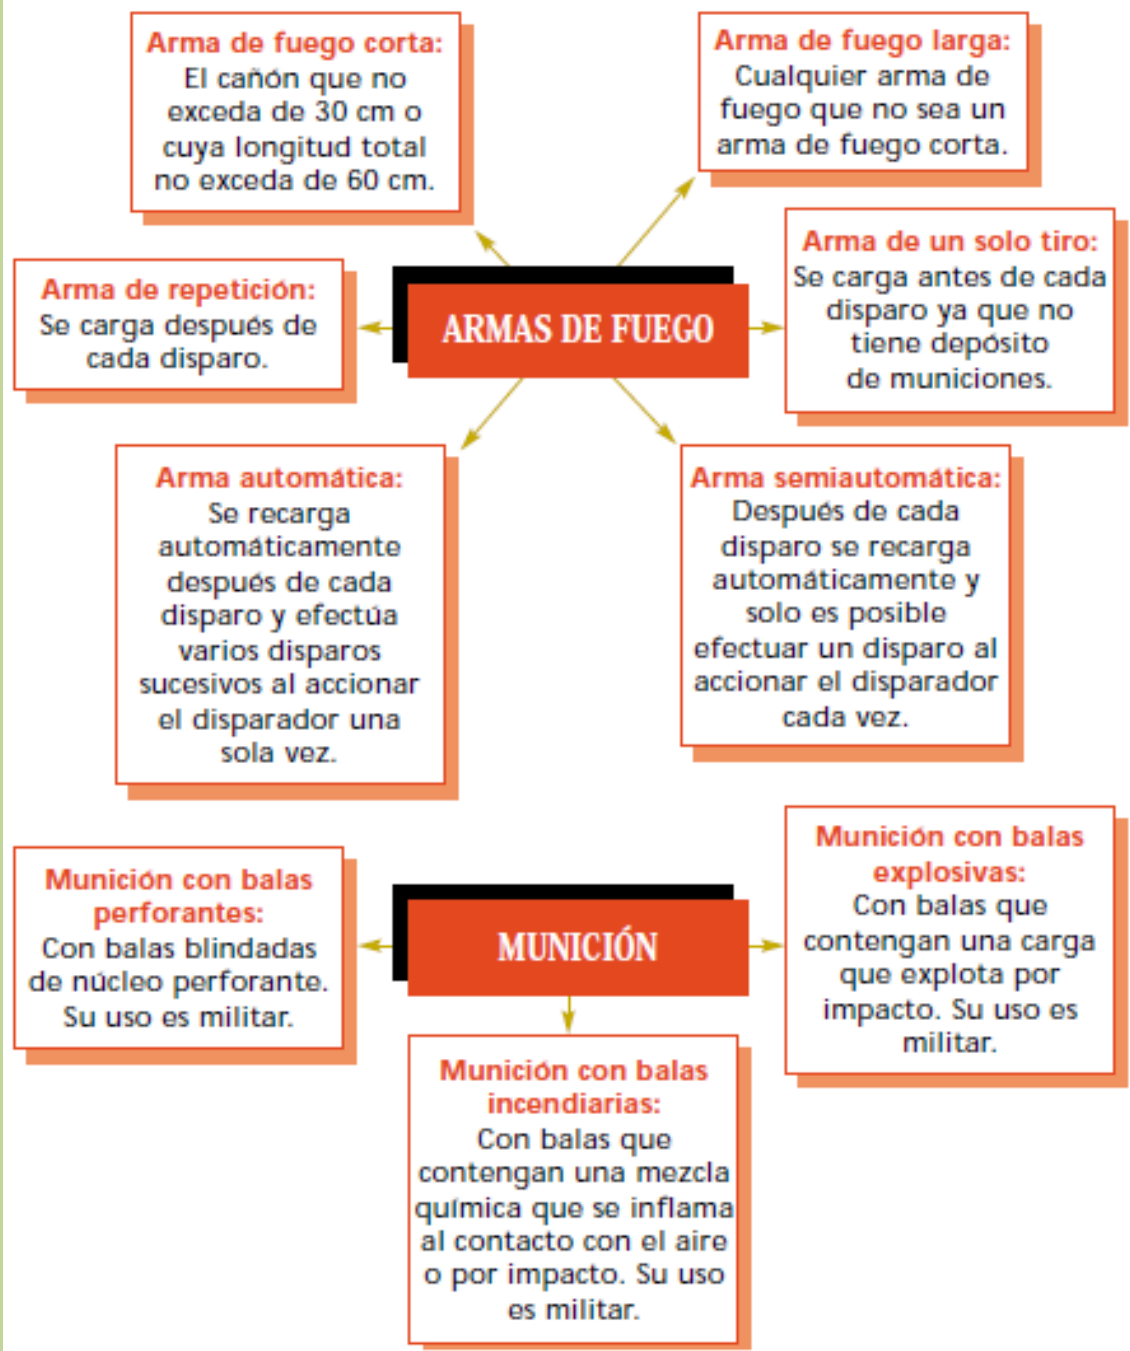 Arma de fuego corta:
El cañón que no
exceda de 30 cm o
cuya longitud total
no exceda de 60 cm.
Arma de fuego larga:
Cualquier arma de
fuego que no sea un
arma de fuego corta.
Arma de repetición:
Se carga después de
cada disparo.
ARMAS DE FUEGO
Arma de un solo tiro:
Se carga antes de cada
disparo ya que no
tiene depósito
de municiones.
Arma automática:
Se recarga
automáticamente
después de cada
disparo y efectúa
varios disparos
sucesivos al accionar
el disparador una
sola vez.
Arma semiautomática:
Después de cada
disparo se recarga
automáticamente y
solo es posible
efectuar un disparo al
accionar el disparador
cada vez.
Munición con balas
perforantes:
Con balas blindadas
de núcleo perforante.
Su uso es militar.
MUNICIÓN
Munición con balas
explosivas:
Con balas que
contengan una carga
que explota por
impacto. Su uso es
militar.
Munición con balas
incendiarias:
Con balas que
contengan una mezcla
química que se inflama
al contacto con el aire
o por impacto. Su uso
es militar.